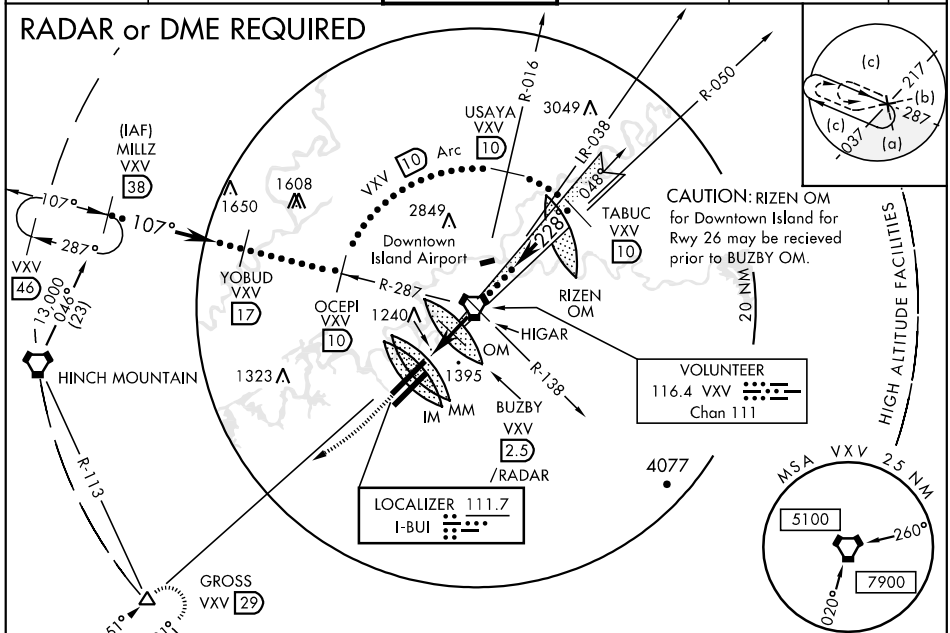 RADAR or DME REQUIRED
(IAF)
MILLZ
VXV
38
107°
107°
287°
VXV
46
13,000
046°
(23)
HINCH MOUNTAIN
R-113
GROSS
VXV 29
1650
1608
YOBUD
VXV
17
OCEPI
VXV
10
R-287
1323
1240
VXV 10 Arc
USAYA
VXV
10
R-016
3049
LR-038
R-050
048°
228°
2849
Downtown
Island Airport
TABUC
VXV
10
RIZEN
OM
CAUTION: RIZEN OM
for Downtown Island for
Rwy 26 may be recieved
prior to BUZBY OM.
20 NM
HIGAR
OM
R-138
1395
MM
IM
BUZBY
VXV
2.5
/RADAR
VOLUNTEER
116.4 VXV
Chan 111
LOCALIZER 111.7
I-BUI
4077
(c)
217
(b)
287
(c)
037
(a)
HIGH ALTITUDE FACILITIES
MSA VXV 25 NM
5100
260°
7900
020°